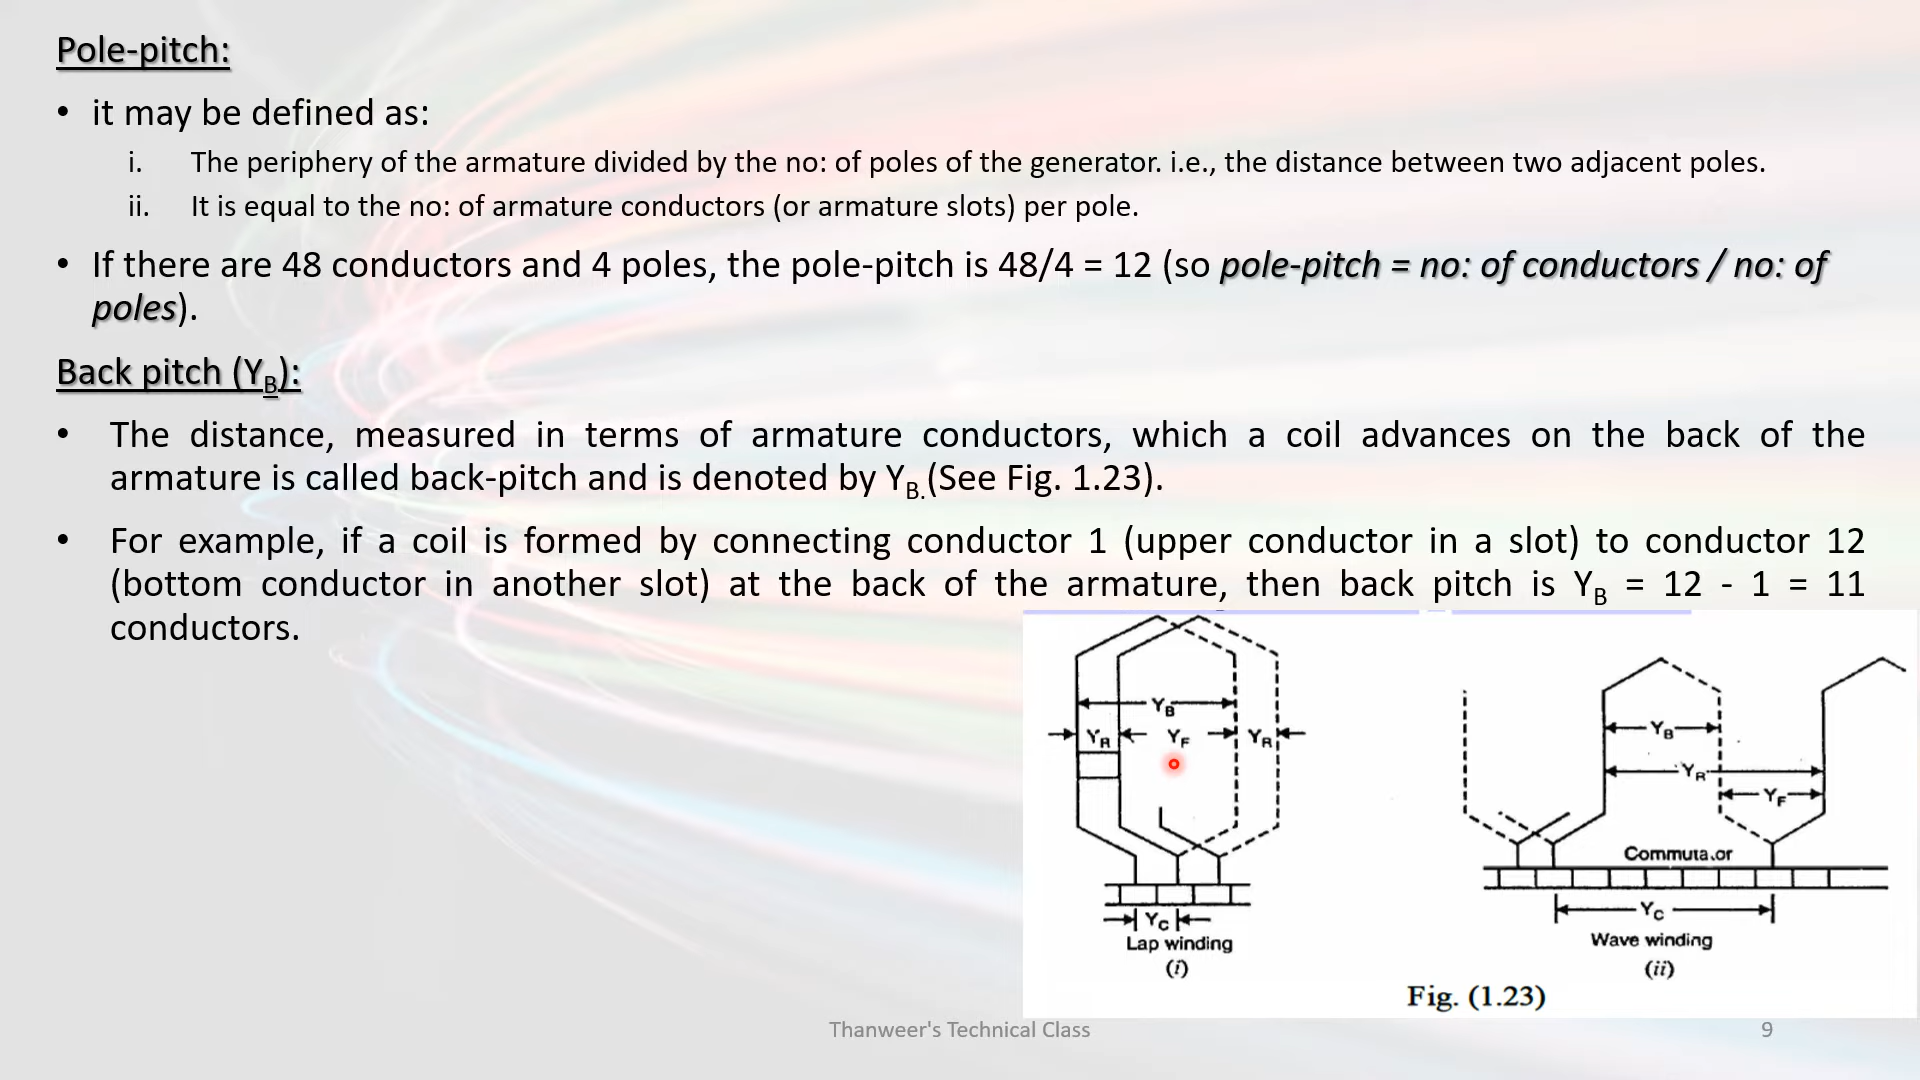 Pole-pitch:
• it may be defined as:
i. The periphery of the armature divided by the no: of poles of the generator. i.e., the distance between two adjacent poles.
ii. It is equal to the no: of armature conductors (or armature slots) per pole.
• If there are 48 conductors and 4 poles, the pole-pitch is 48/4 = 12 (so pole-pitch = no: of conductors / no: of
poles).
Back pitch (YB):
• The distance, measured in terms of armature conductors, which a coil advances on the back of the
armature is called back-pitch and is denoted by YB.(See Fig. 1.23).
• For example, if a coil is formed by connecting conductor 1 (upper conductor in a slot) to conductor 12
(bottom conductor in another slot) at the back of the armature, then back pitch is YB = 12 - 1 = 11
conductors.
YB
YR YF YR
YC
Lap winding
(i)
YB
YR
YF
Commuta.or
YC
Wave winding
(ii)
Fig. (1.23)
Thanweer's Technical Class
9